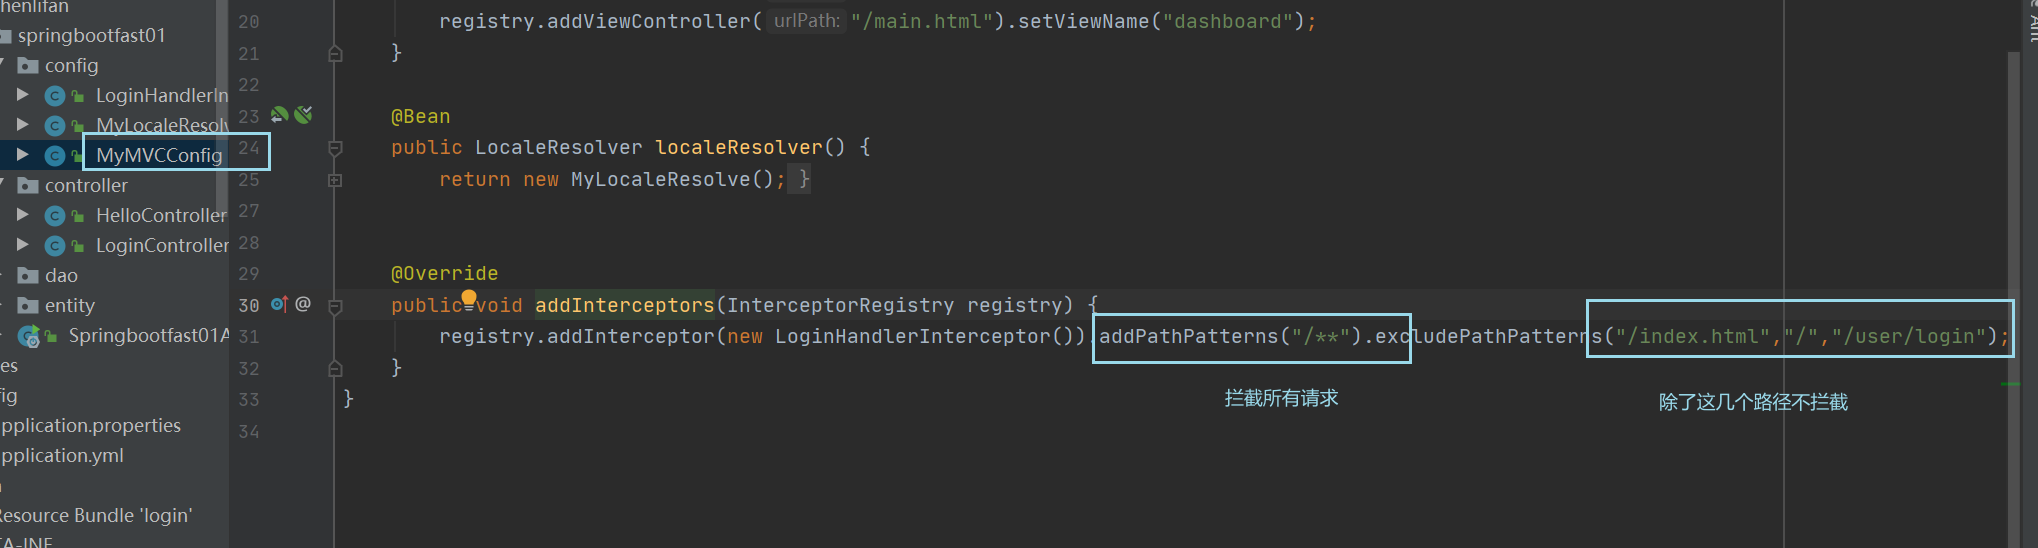 henlifan
springbootfast01
config
LoginHandlerIn
MyLocaleResolv
MyMVCConfig
controller
HelloController
LoginController
dao
entity
Springbootfast01A
es
fig
pplication.properties
pplication.yml
Resource Bundle 'login'
TA-INF
20 registry.addViewController( urlPath: "/main.html").setViewName("dashboard");
21 }
22
23 @Bean
24 public LocaleResolver localeResolver() {
25 return new MyLocaleResolve(); }
27
28
29 @Override
30 @ public void addInterceptors(InterceptorRegistry registry) {
31 registry.addInterceptor(new LoginHandlerInterceptor()).addPathPatterns("/**").excludePathPatterns("/index.html","/","/user/login");
32 }
33 }
34
拦截所有请求
除了这几个路径不拦截
Ant